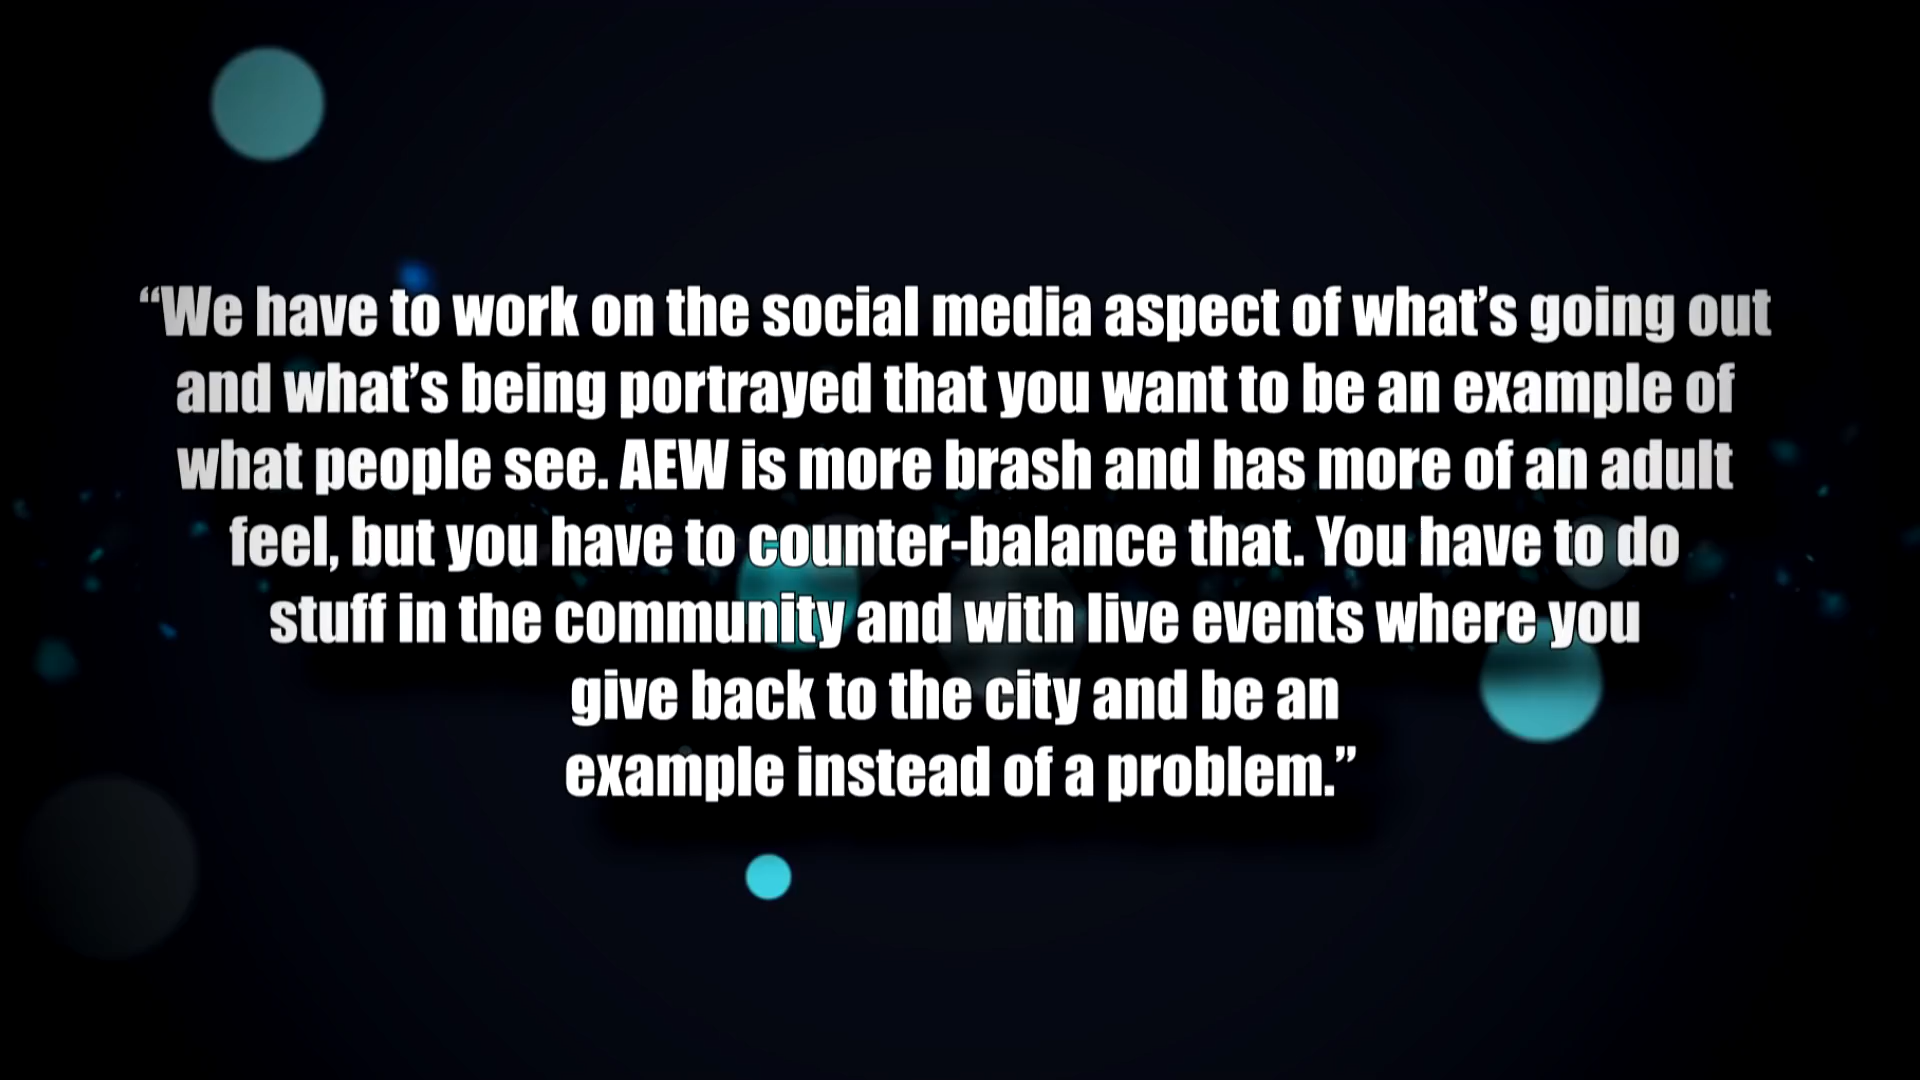 “We have to work on the social media aspect of what’s going out
and what’s being portrayed that you want to be an example of
what people see. AEW is more brash and has more of an adult
feel, but you have to counter-balance that. You have to do
stuff in the community and with live events where you
give back to the city and be an
example instead of a problem.”